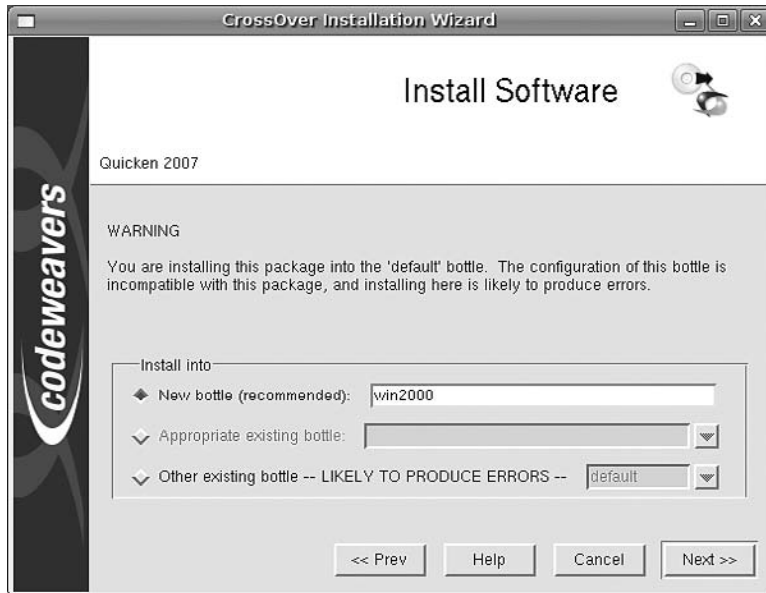 CrossOver Installation Wizard
Install Software
Quicken 2007
codeweavers
WARNING
You are installing this package into the 'default' bottle. The configuration of this bottle is
incompatible with this package, and installing here is likely to produce errors.
Install into
New bottle (recommended): win2000
Appropriate existing bottle:
Other existing bottle -- LIKELY TO PRODUCE ERRORS -- default
<< Prev Help Cancel Next >>